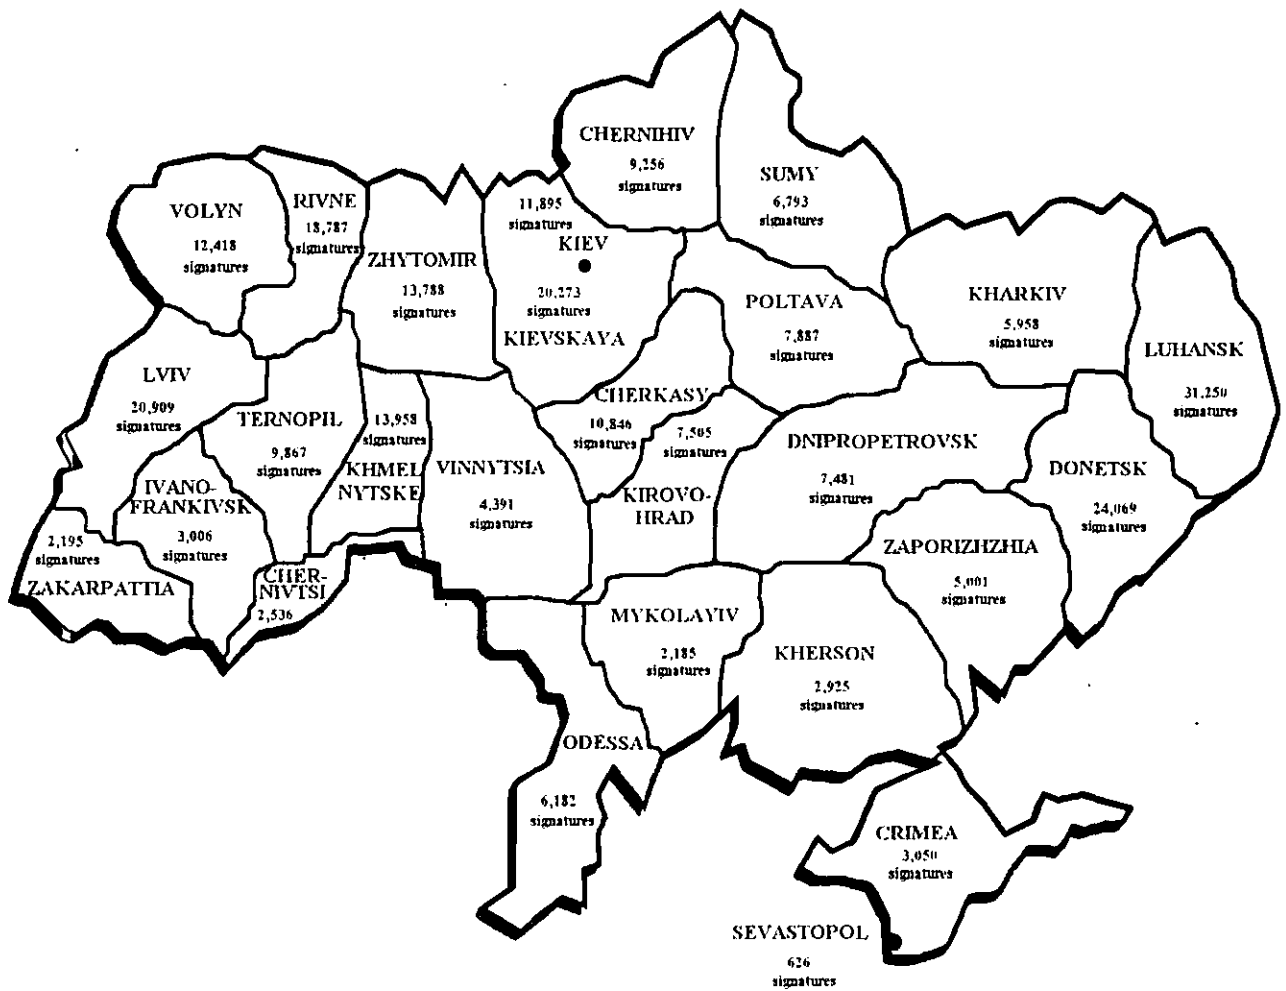 CHERNIHIV
9,256
signatures
SUMY
6,793
signatures
VOLYN
12,418
signatures
RIVNE
18,787
signatures
ZHYTOMIR
13,788
signatures
11,895
signatures
KIEV
20,273
signatures
KIEVSKAYA
POLTAVA
7,887
signatures
KHARKIV
5,958
signatures
LUHANSK
31,250
signatures
LVIV
20,909
signatures
TERNOPIL
9,867
signatures
13,958
signatures
KHMEL
NYTSKE
VINNYTSIA
4,391
signatures
CHERKASY
10,846
signatures
7,505
signatures
KIROVO-
HRAD
DNIPROPETROVSK
7,481
signatures
DONETSK
24,069
signatures
IVANO-
FRANKIVSK
3,006
signatures
2,195
signatures
ZAKARPATTIA
CHER-
NIVTSI
2,536
ZAPORIZHZHIA
5,001
signatures
MYKOLAYIV
2,185
signatures
KHERSON
2,925
signatures
ODESSA
6,182
signatures
CRIMEA
3,050
signatures
SEVASTOPOL
626
signatures